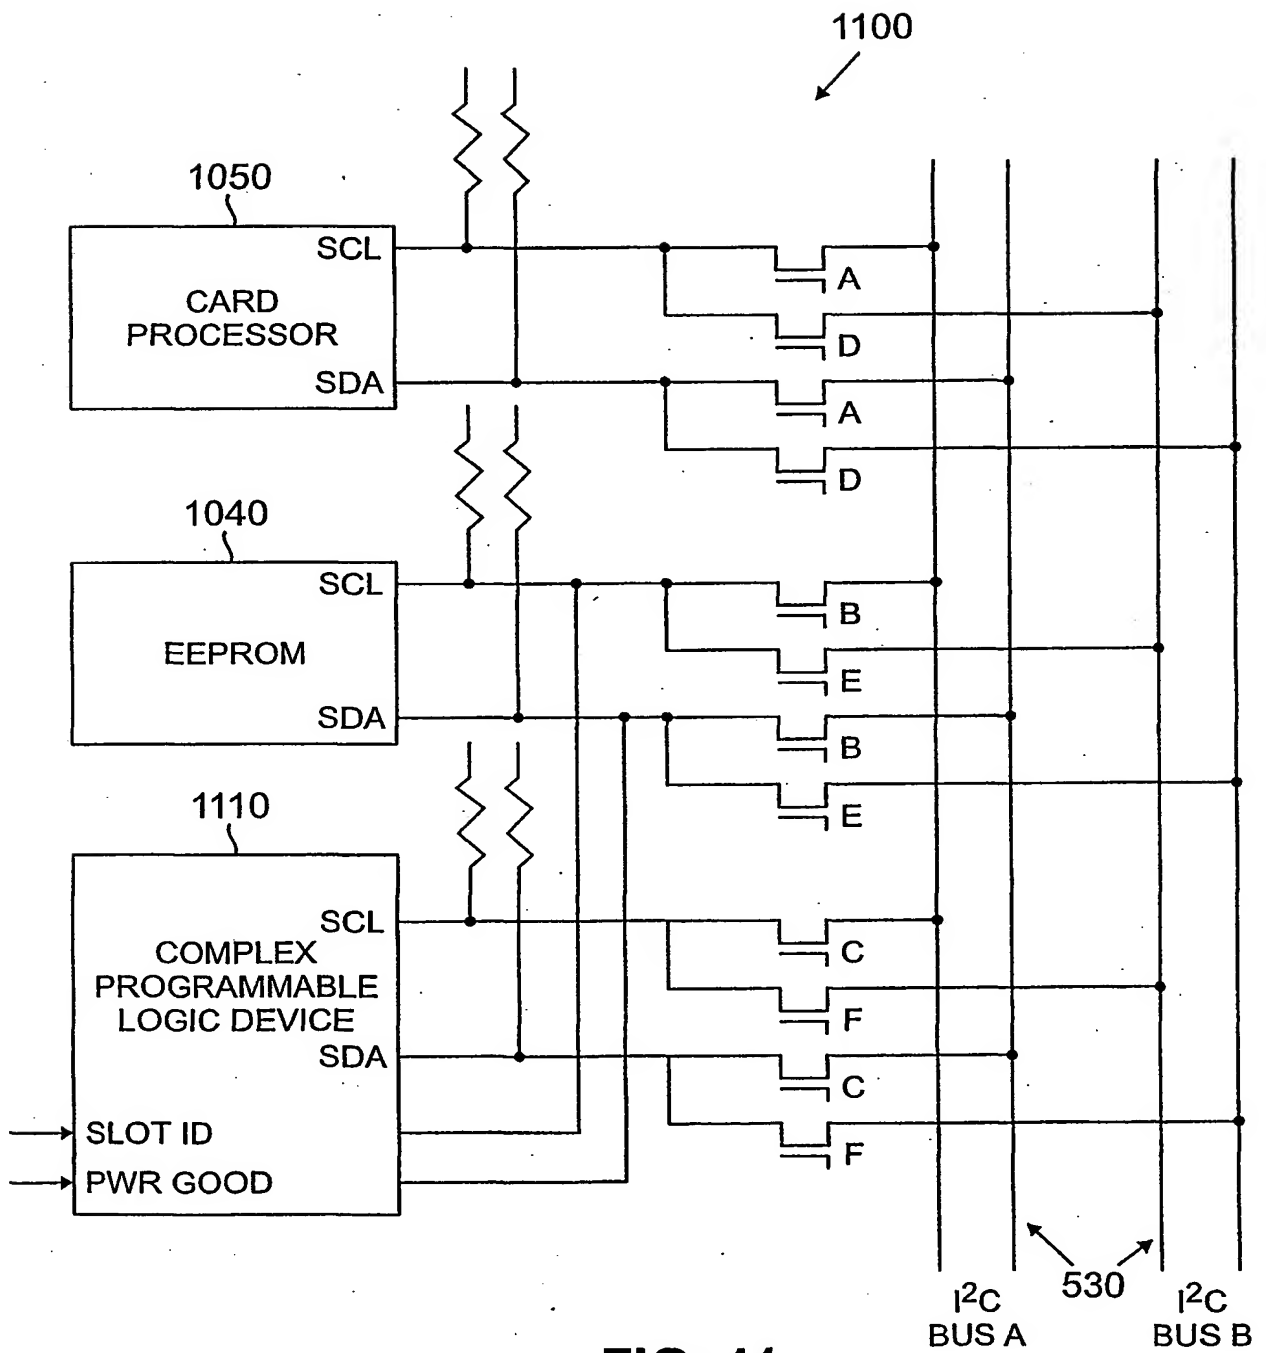 1100
1050
SCL
A
CARD
PROCESSOR
D
SDA
A
D
1040
SCL
B
EEPROM
E
SDA
B
E
1110
SCL
COMPLEX
PROGRAMMABLE
LOGIC DEVICE
C
F
SDA
C
SLOT ID
F
PWR GOOD
530
I²C
BUS A
I²C
BUS B